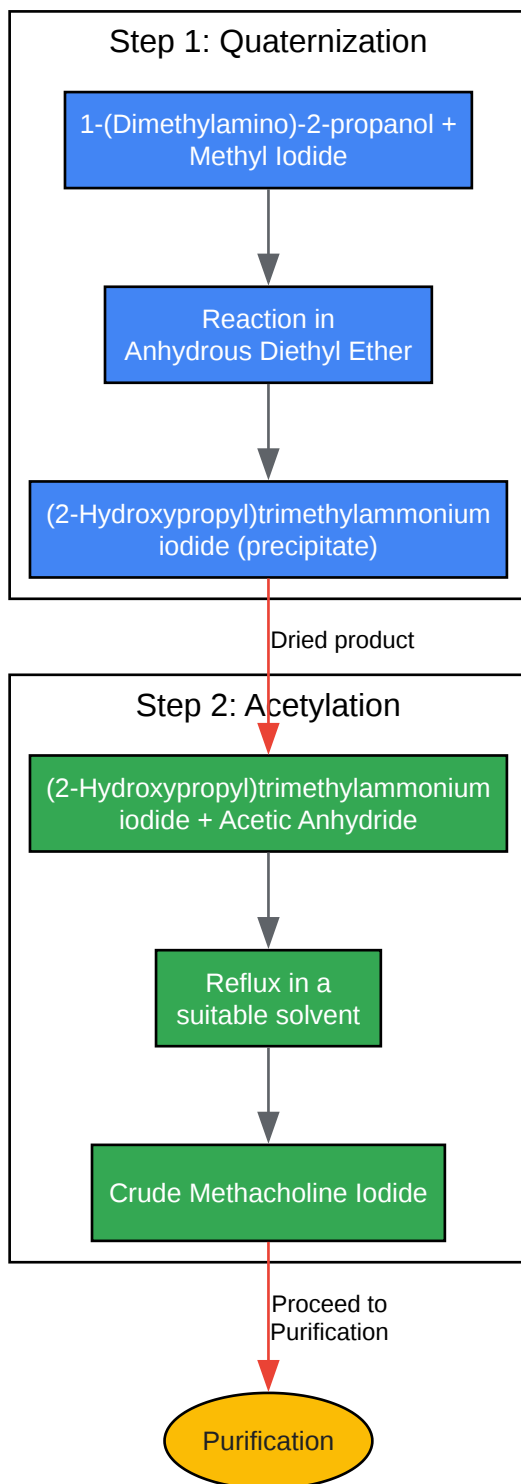 Step 1: Quaternization
1-(Dimethylamino)-2-propanol +
Methyl Iodide
Reaction in
Anhydrous Diethyl Ether
(2-Hydroxypropyl)trimethylammonium
iodide (precipitate)
Dried product
Step 2: Acetylation
(2-Hydroxypropyl)trimethylammonium
iodide + Acetic Anhydride
Reflux in a
suitable solvent
Crude Methacholine Iodide
Proceed to
Purification
Purification